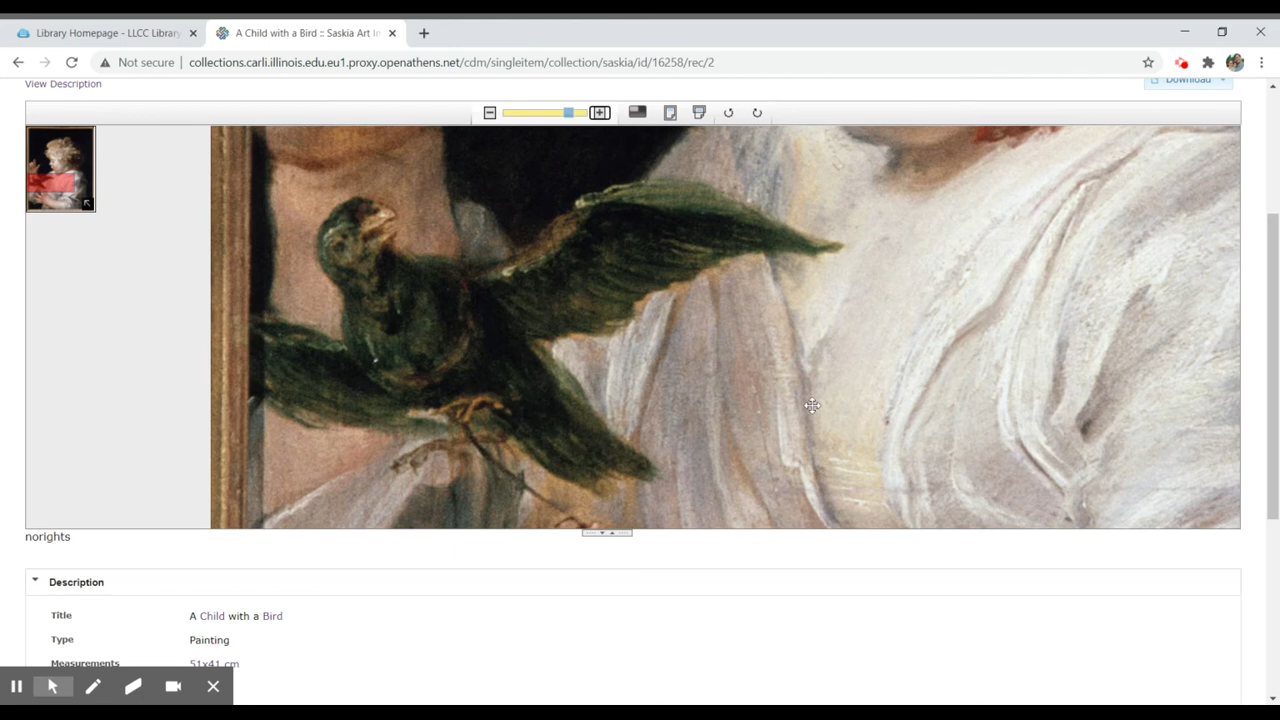 Library Homepage - LLCC Library
A Child with a Bird :: Saskia Art In
Not secure | collections.carli.illinois.edu.eu1.proxy.openathens.net/cdm/singleitem/collection/saskia/id/16258/rec/2
View Description
Download
norights
Description
Title A Child with a Bird
Type Painting
Measurements 51x41 cm